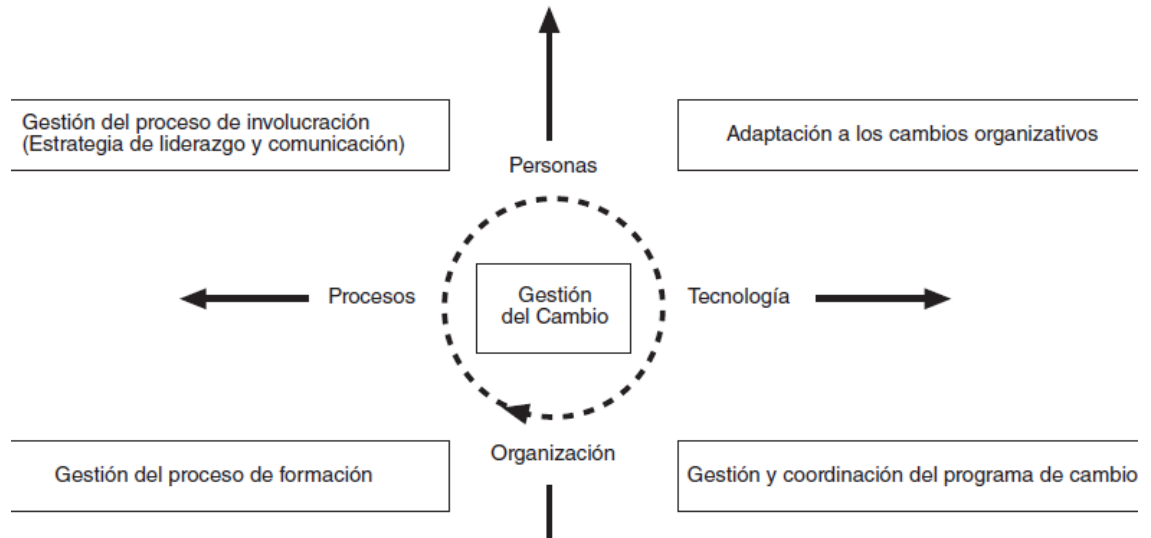 Gestión del proceso de involucración
(Estrategia de liderazgo y comunicación)
Adaptación a los cambios organizativos
Personas
Procesos
Gestión
del Cambio
Tecnología
Organización
Gestión del proceso de formación
Gestión y coordinación del programa de cambio